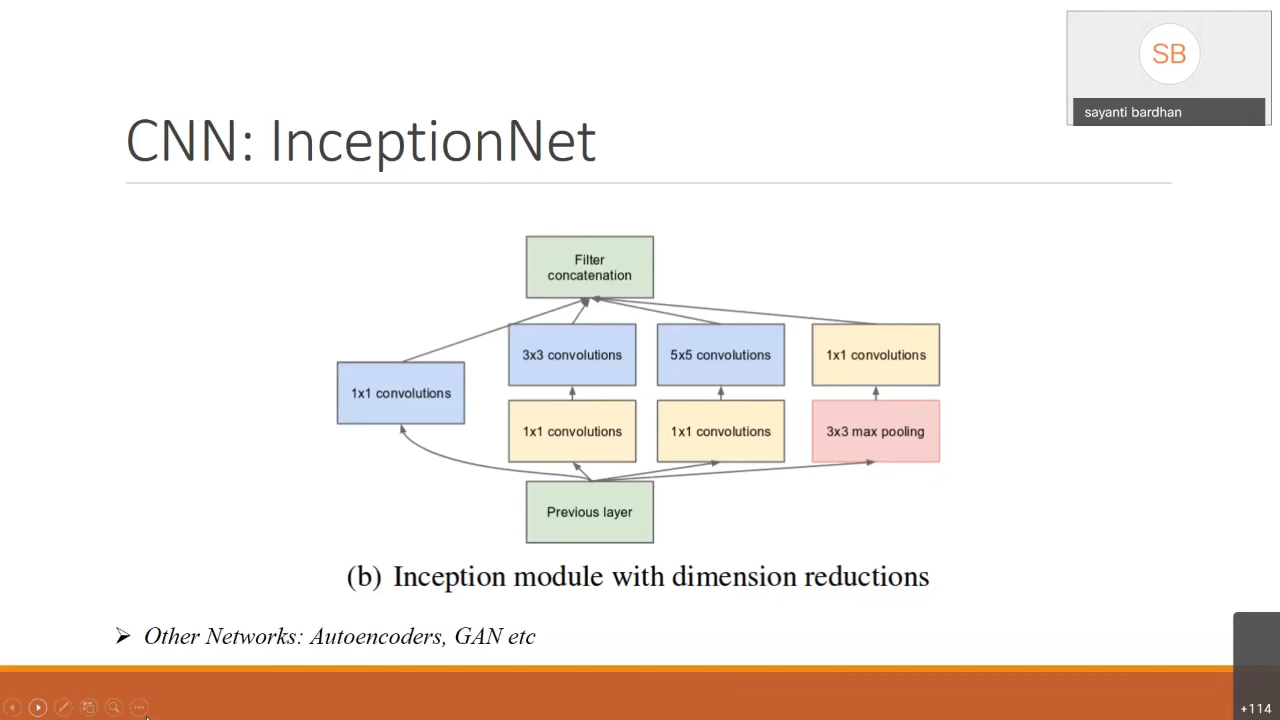 SB
sayanti bardhan
CNN: InceptionNet
Filter
concatenation
3x3 convolutions
5x5 convolutions
1x1 convolutions
1x1 convolutions
1x1 convolutions
1x1 convolutions
3x3 max pooling
Previous layer
(b) Inception module with dimension reductions
➢ Other Networks: Autoencoders, GAN etc
+114